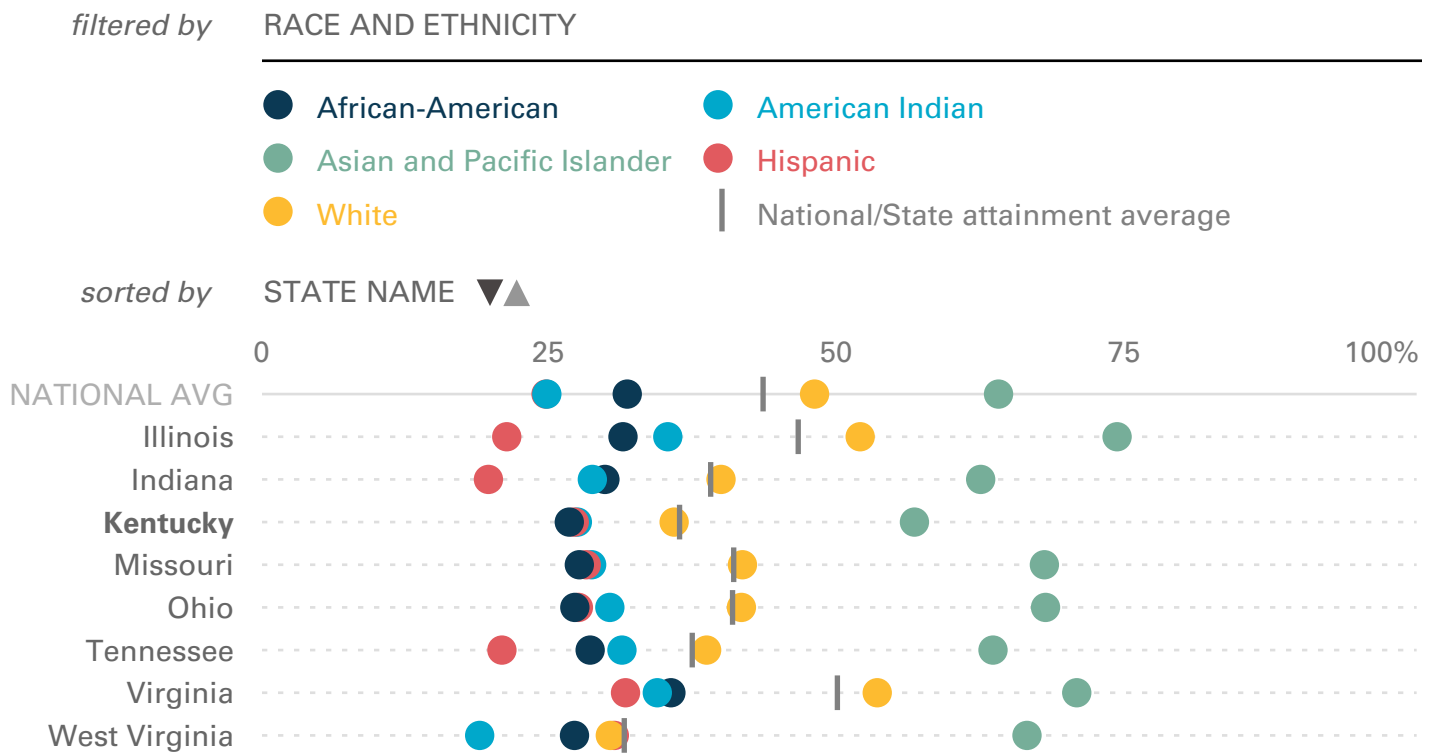 filtered by RACE AND ETHNICITY
African-American American Indian
Asian and Pacific Islander Hispanic
White National/State attainment average
sorted by STATE NAME ▼▲
0 25 50 75 100%
NATIONAL AVG
Illinois
Indiana
Kentucky
Missouri
Ohio
Tennessee
Virginia
West Virginia